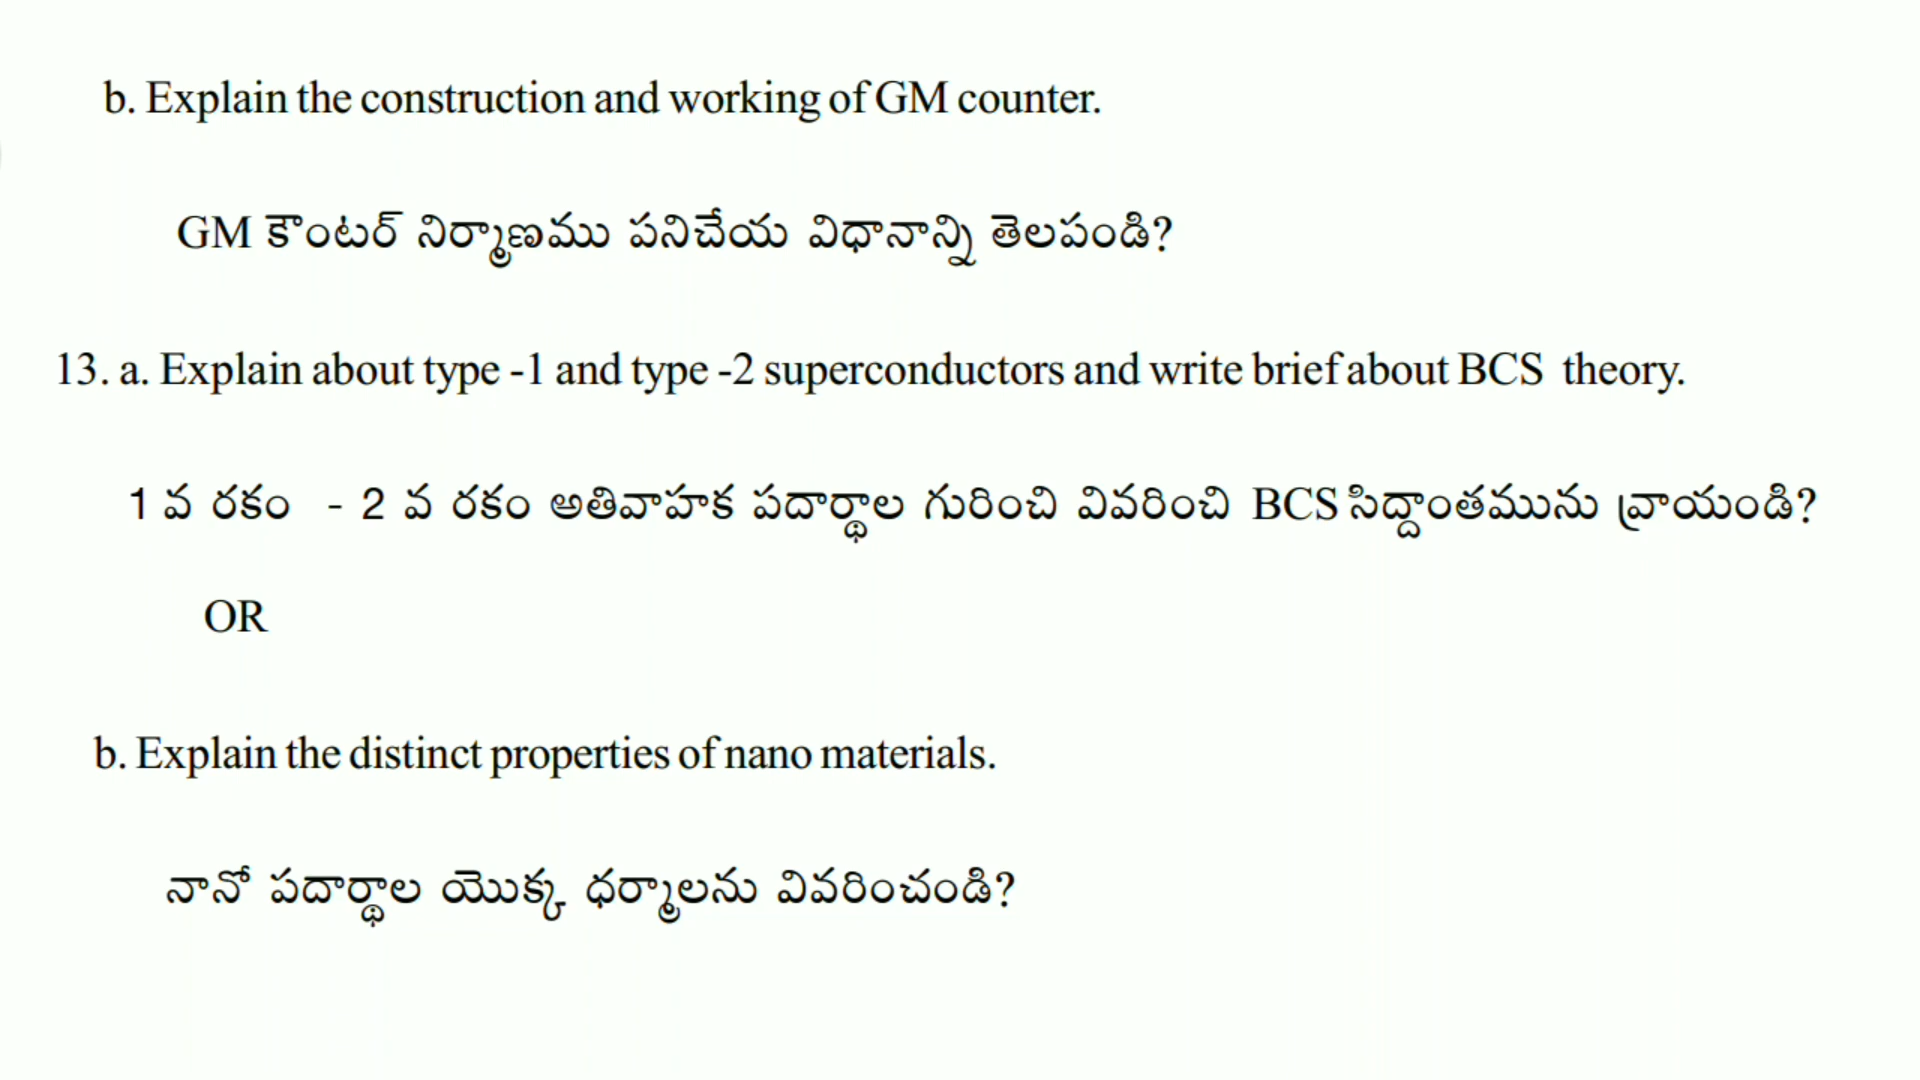 b. Explain the construction and working of GM counter.
GM కౌంటర్ నిర్మాణము పనిచేయ విధానాన్ని తెలపండి?
13. a. Explain about type -1 and type -2 superconductors and write brief about BCS theory.
1 వ రకం - 2 వ రకం అతివాహక పదార్థాల గురించి వివరించి BCS సిద్దాంతమును వ్రాయండి?
OR
b. Explain the distinct properties of nano materials.
నానో పదార్థాల యొక్క ధర్మాలను వివరించండి?